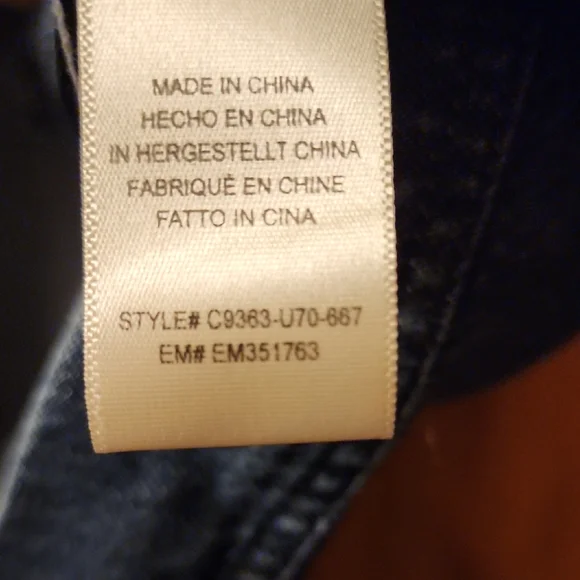 MADE IN CHINA
HECHO EN CHINA
IN HERGESTELLT CHINA
FABRIQUÉ EN CHINE
FATTO IN CINA
STYLE# C9363-U70-667
EM# EM351763